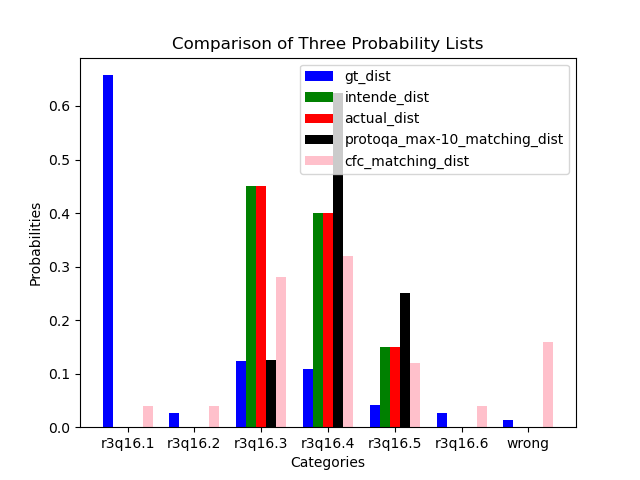 Comparison of Three Probability Lists
gt_dist
intende_dist
actual_dist
protoqa_max-10_matching_dist
cfc_matching_dist
Probabilities
0.6
0.5
0.4
0.3
0.2
0.1
0.0
r3q16.1 r3q16.2 r3q16.3 r3q16.4 r3q16.5 r3q16.6 wrong
Categories